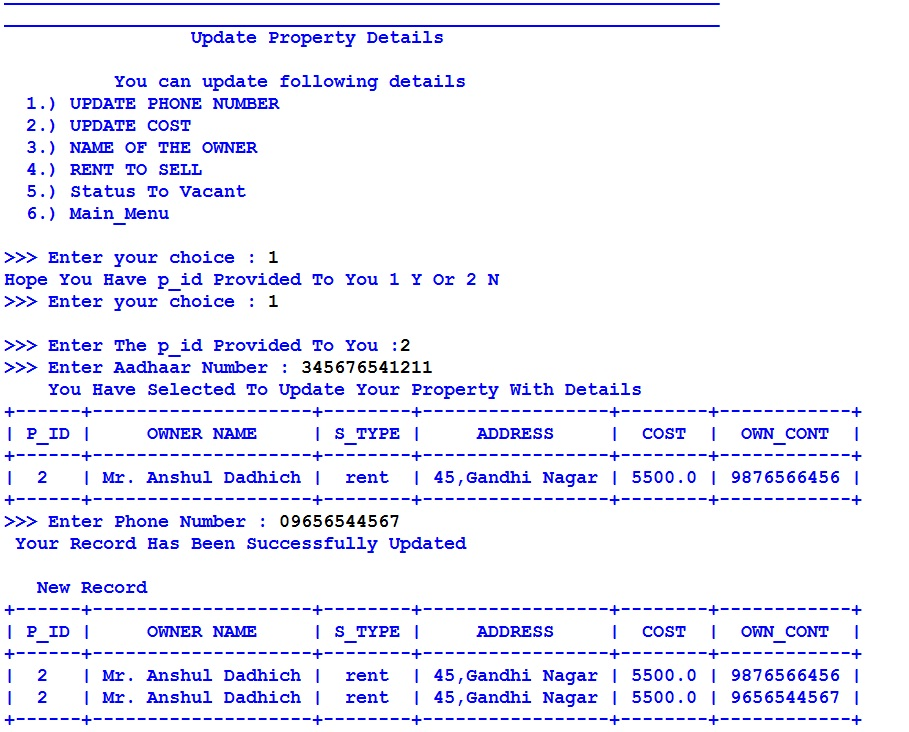 Update Property Details
You can update following details
1.) UPDATE PHONE NUMBER
2.) UPDATE COST
3.) NAME OF THE OWNER
4.) RENT TO SELL
5.) Status To Vacant
6.) Main_Menu
>>> Enter your choice : 1
Hope You Have p_id Provided To You 1 Y Or 2 N
>>> Enter your choice : 1
>>> Enter The p_id Provided To You :2
>>> Enter Aadhaar Number : 345676541211
You Have Selected To Update Your Property With Details
+------+--------------------+--------+-----------------+--------+------------+
| P_ID |     OWNER NAME     | S_TYPE |     ADDRESS     |  COST  |  OWN_CONT  |
+------+--------------------+--------+-----------------+--------+------------+
|  2   | Mr. Anshul Dadhich |  rent  | 45,Gandhi Nagar | 5500.0 | 9876566456 |
+------+--------------------+--------+-----------------+--------+------------+
>>> Enter Phone Number : 09656544567
Your Record Has Been Successfully Updated
New Record
+------+--------------------+--------+-----------------+--------+------------+
| P_ID |     OWNER NAME     | S_TYPE |     ADDRESS     |  COST  |  OWN_CONT  |
+------+--------------------+--------+-----------------+--------+------------+
|  2   | Mr. Anshul Dadhich |  rent  | 45,Gandhi Nagar | 5500.0 | 9876566456 |
|  2   | Mr. Anshul Dadhich |  rent  | 45,Gandhi Nagar | 5500.0 | 9656544567 |
+------+--------------------+--------+-----------------+--------+------------+